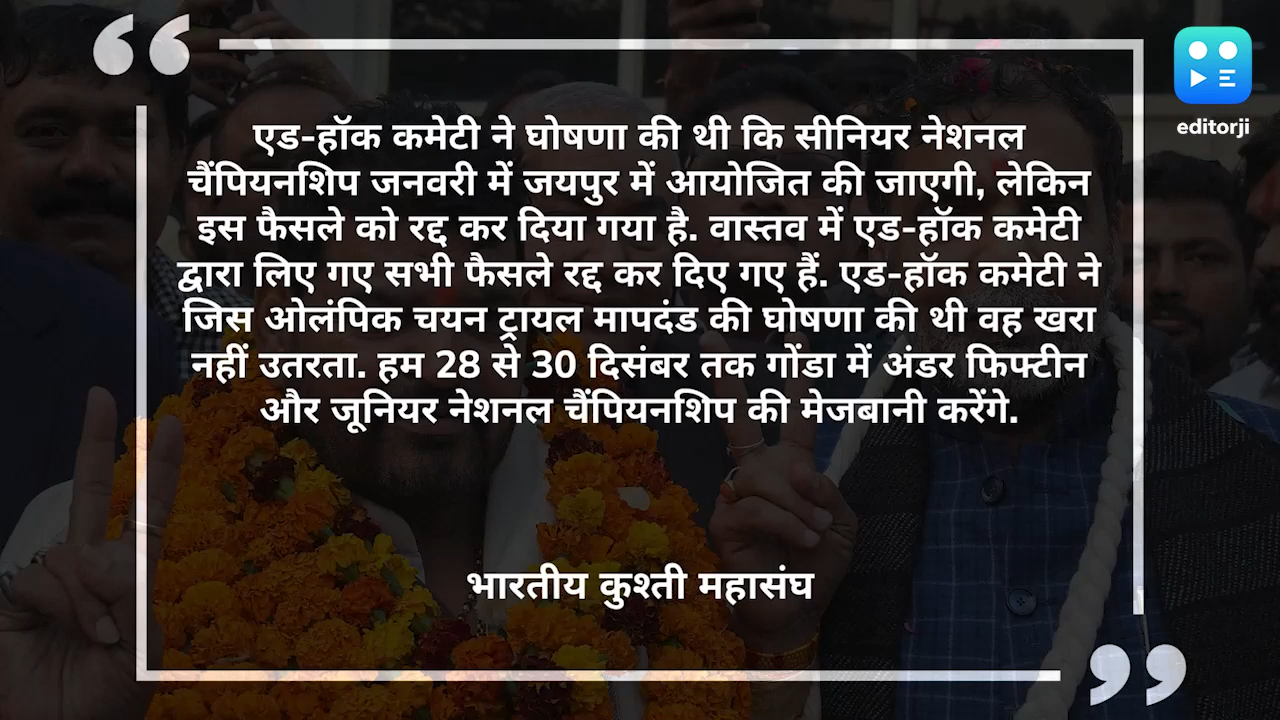 editorji
एड-हॉक कमेटी ने घोषणा की थी कि सीनियर नेशनल
चैंपियनशिप जनवरी में जयपुर में आयोजित की जाएगी, लेकिन
इस फैसले को रद्द कर दिया गया है. वास्तव में एड-हॉक कमेटी
द्वारा लिए गए सभी फैसले रद्द कर दिए गए हैं. एड-हॉक कमेटी ने
जिस ओलंपिक चयन ट्रायल मापदंड की घोषणा की थी वह खरा
नहीं उतरता. हम 28 से 30 दिसंबर तक गोंडा में अंडर फिफ्टीन
और जूनियर नेशनल चैंपियनशिप की मेजबानी करेंगे.
भारतीय कुश्ती महासंघ